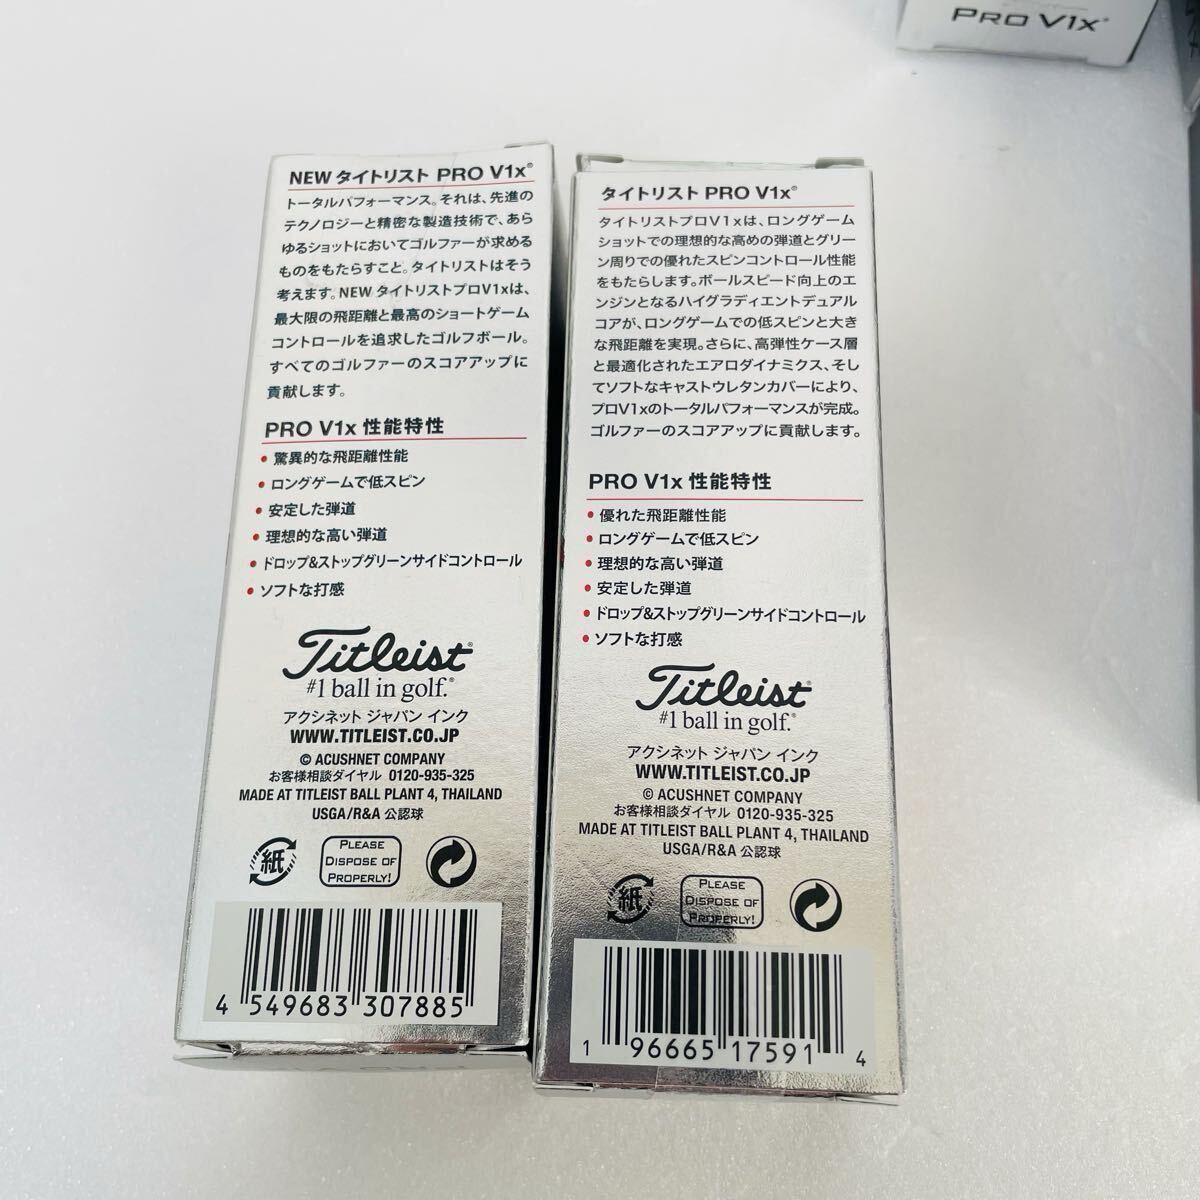 PRO V1x
NEW タイトリスト PRO V1x®
トータルパフォーマンス。それは、先進の
テクノロジーと精密な製造技術で、あら
ゆるショットにおいてゴルファーが求める
ものをもたらすこと。タイトリストはそう
考えます。NEW タイトリストプロV1xは、
最大限の飛距離と最高のショートゲーム
コントロールを追求したゴルフボール。
すべてのゴルファーのスコアアップに
貢献します。
PRO V1x 性能特性
• 驚異的な飛距離性能
• ロングゲームで低スピン
• 安定した弾道
• 理想的な高い弾道
• ドロップ&ストップグリーンサイドコントロール
• ソフトな打感
Titleist®
#1 ball in golf.®
アクシネット ジャパン インク
WWW.TITLEIST.CO.JP
© ACUSHNET COMPANY
お客様相談ダイヤル 0120-935-325
MADE AT TITLEIST BALL PLANT 4, THAILAND
USGA/R&A 公認球
紙
PLEASE
DISPOSE OF
PROPERLY!
4 549683 307885
タイトリスト PRO V1x®
タイトリストプロV1xは、ロングゲーム
ショットでの理想的な高めの弾道とグリー
ン周りでの優れたスピンコントロール性能
をもたらします。ボールスピード向上のエ
ンジンとなるハイグラディエントデュアル
コアが、ロングゲームでの低スピンと大き
な飛距離を実現。さらに、高弾性ケース層
と最適化されたエアロダイナミクス、そし
てソフトなキャストウレタンカバーにより、
プロV1xのトータルパフォーマンスが完成。
ゴルファーのスコアアップに貢献します。
PRO V1x 性能特性
• 優れた飛距離性能
• ロングゲームで低スピン
• 理想的な高い弾道
• 安定した弾道
• ドロップ&ストップグリーンサイドコントロール
• ソフトな打感
Titleist®
#1 ball in golf.®
アクシネット ジャパン インク
WWW.TITLEIST.CO.JP
© ACUSHNET COMPANY
お客様相談ダイヤル 0120-935-325
MADE AT TITLEIST BALL PLANT 4, THAILAND
USGA/R&A 公認球
紙
PLEASE
DISPOSE OF
PROPERLY!
1 96665 17591 4